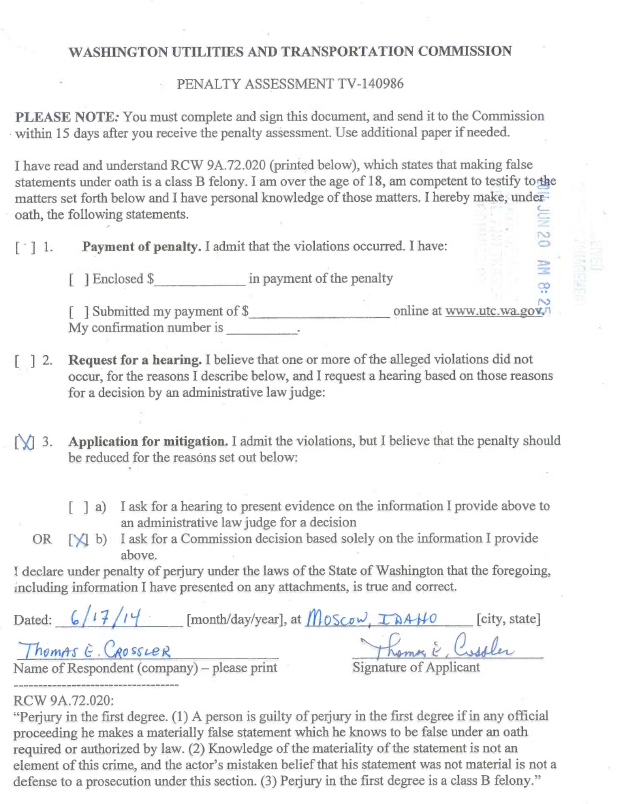 WASHINGTON UTILITIES AND TRANSPORTATION COMMISSION
PENALTY ASSESSMENT TV-140986
PLEASE NOTE: You must complete and sign this document, and send it to the Commission
within 15 days after you receive the penalty assessment. Use additional paper if needed.
I have read and understand RCW 9A.72.020 (printed below), which states that making false
statements under oath is a class B felony. I am over the age of 18, am competent to testify to the
matters set forth below and I have personal knowledge of those matters. I hereby make, under
oath, the following statements.
[ ] 1. Payment of penalty. I admit that the violations occurred. I have:
[ ] Enclosed $____________ in payment of the penalty
[ ] Submitted my payment of $__________________ online at www.utc.wa.gov.
My confirmation number is _________.
[ ] 2. Request for a hearing. I believe that one or more of the alleged violations did not
occur, for the reasons I describe below, and I request a hearing based on those reasons
for a decision by an administrative law judge:
[X] 3. Application for mitigation. I admit the violations, but I believe that the penalty should
be reduced for the reasons set out below:
[ ] a) I ask for a hearing to present evidence on the information I provide above to
an administrative law judge for a decision
OR [X] b) I ask for a Commission decision based solely on the information I provide
above.
I declare under penalty of perjury under the laws of the State of Washington that the foregoing,
including information I have presented on any attachments, is true and correct.
Dated: 6/17/14 [month/day/year], at Moscow, IDAHO [city, state]
THOMAS E. CROSSLER Thomas E. Crossler
Name of Respondent (company) – please print Signature of Applicant
-----------------------------------
RCW 9A.72.020:
“Perjury in the first degree. (1) A person is guilty of perjury in the first degree if in any official
proceeding he makes a materially false statement which he knows to be false under an oath
required or authorized by law. (2) Knowledge of the materiality of the statement is not an
element of this crime, and the actor's mistaken belief that his statement was not material is not a
defense to a prosecution under this section. (3) Perjury in the first degree is a class B felony.”
JUN 20 AM 8: 25